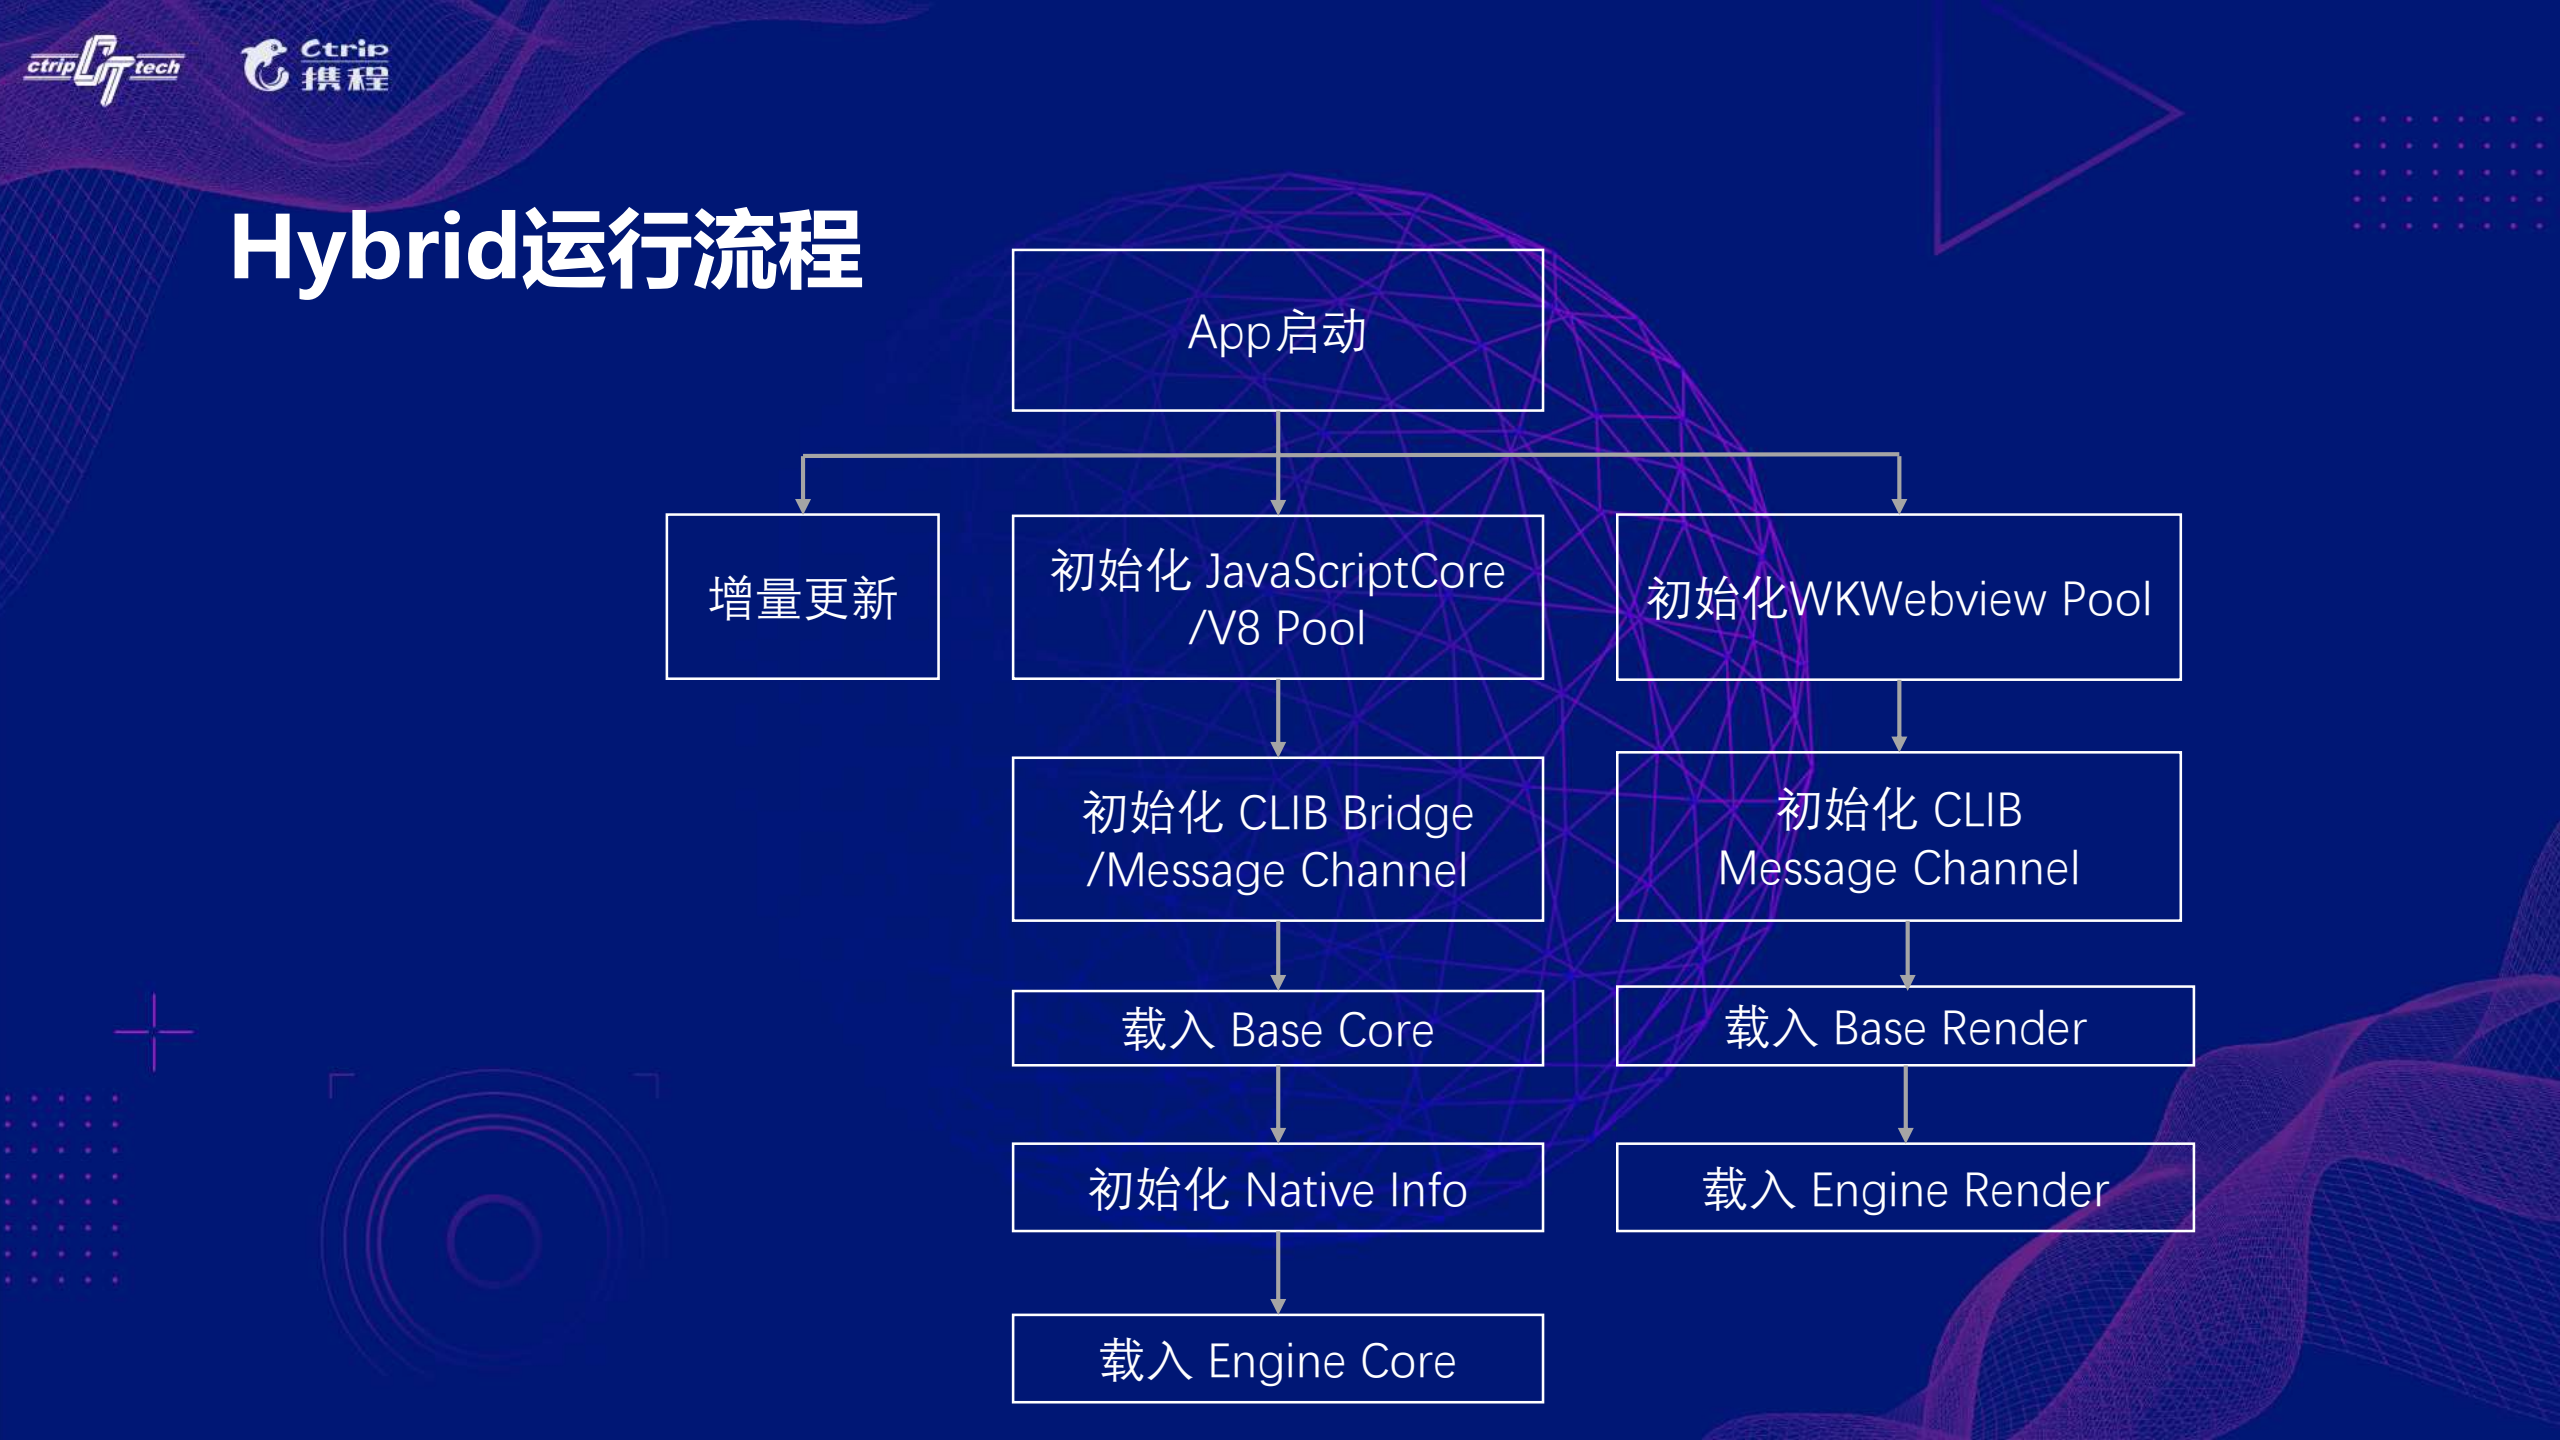 ctrip tech
Ctrip
携程
Hybrid运行流程
App启动
增量更新
初始化 JavaScriptCore
/V8 Pool
初始化WKWebview Pool
初始化 CLIB Bridge
/Message Channel
初始化 CLIB
Message Channel
载入 Base Core
载入 Base Render
初始化 Native Info
载入 Engine Render
载入 Engine Core